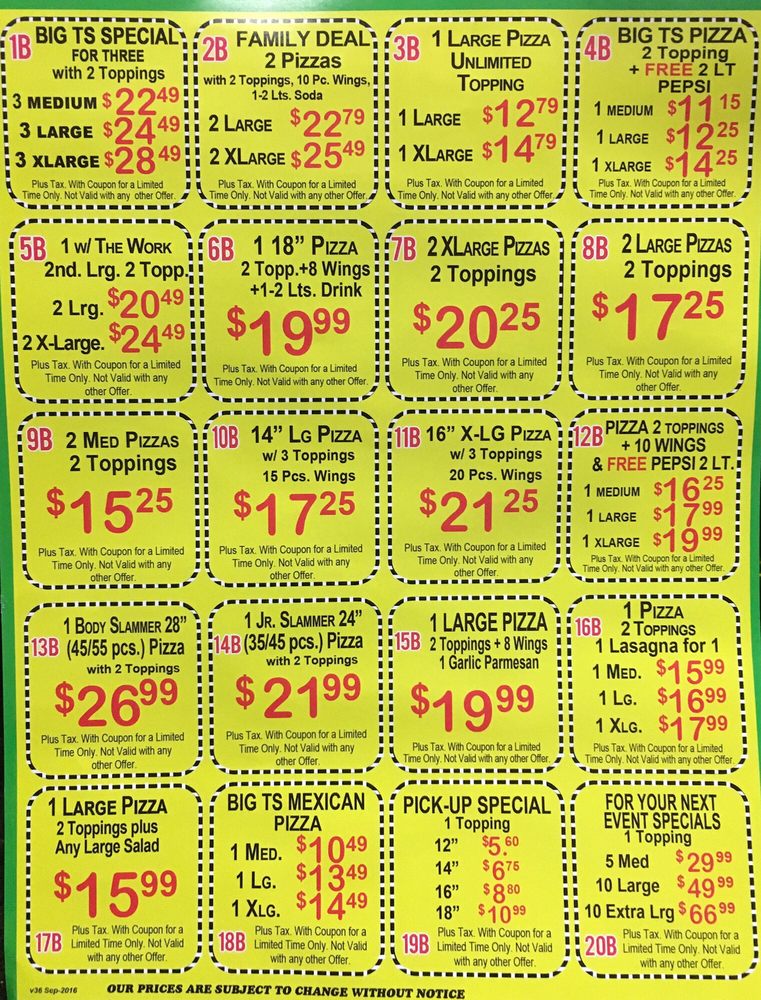 1B BIG TS SPECIAL
FOR THREE
with 2 Toppings
3 MEDIUM $22.49
3 LARGE $24.49
3 XLARGE $28.49
Plus Tax. With Coupon for a Limited
Time Only. Not Valid with any other Offer.
2B FAMILY DEAL
2 Pizzas
with 2 Toppings, 10 Pc. Wings,
1-2 Lts. Soda
2 LARGE $22.79
2 XLARGE $25.49
Plus Tax. With Coupon for a Limited
Time Only. Not Valid with any other Offer.
3B 1 LARGE PIZZA
UNLIMITED
TOPPING
1 LARGE $12.79
1 XLARGE $14.79
Plus Tax. With Coupon for a Limited
Time Only. Not Valid with any other Offer.
4B BIG TS PIZZA
2 Topping
+ FREE 2 LT
PEPSI
1 MEDIUM $11.15
1 LARGE $12.25
1 XLARGE $14.25
Plus Tax. With Coupon for a Limited
Time Only. Not Valid with any other Offer.
5B 1 W/ THE WORK
2nd. Lrg. 2 Topp.
2 Lrg. $20.49
2 X-Large. $24.49
Plus Tax. With Coupon for a Limited
Time Only. Not Valid with any
other Offer.
6B 1 18" PIZZA
2 Topp.+8 Wings
+1-2 Lts. Drink
$19.99
Plus Tax. With Coupon for a Limited
Time Only. Not Valid with any other Offer.
7B 2 XLARGE PIZZAS
2 Toppings
$20.25
Plus Tax. With Coupon for a Limited
Time Only. Not Valid with any
other Offer.
8B 2 LARGE PIZZAS
2 Toppings
$17.25
Plus Tax. With Coupon for a Limited
Time Only. Not Valid with any
other Offer.
9B 2 MED PIZZAS
2 Toppings
$15.25
Plus Tax. With Coupon for a Limited
Time Only. Not Valid with any
other Offer.
10B 14" LG PIZZA
w/ 3 Toppings
15 Pcs. Wings
$17.25
Plus Tax. With Coupon for a Limited
Time Only. Not Valid with any
other Offer.
11B 16" X-LG PIZZA
w/ 3 Toppings
20 Pcs. Wings
$21.25
Plus Tax. With Coupon for a Limited
Time Only. Not Valid with any
other Offer.
12B PIZZA 2 TOPPINGS
+ 10 WINGS
& FREE PEPSI 2 LT.
1 MEDIUM $16.25
1 LARGE $17.99
1 XLARGE $19.99
Plus Tax. With Coupon for a Limited
Time Only. Not Valid with any other Offer.
1 BODY SLAMMER 28"
13B (45/55 pcs.) Pizza
with 2 Toppings
$26.99
Plus Tax. With Coupon for a Limited
Time Only. Not Valid with any
other Offer.
1 JR. SLAMMER 24"
14B (35/45 pcs.) Pizza
with 2 Toppings
$21.99
Plus Tax. With Coupon for a Limited
Time Only. Not Valid with any
other Offer.
1 LARGE PIZZA
15B 2 Toppings + 8 Wings
1 Garlic Parmesan
$19.99
Plus Tax. With Coupon for a Limited
Time Only. Not Valid with any other Offer.
1 PIZZA
16B 2 TOPPINGS
1 Lasagna for 1
1 MED. $15.99
1 LG. $16.99
1 XLG. $17.99
Plus Tax. With Coupon for a Limited
Time Only. Not Valid with any other Offer.
1 LARGE PIZZA
2 Toppings plus
Any Large Salad
$15.99
Plus Tax. With Coupon for a
17B Limited Time Only. Not Valid
with any other Offer.
BIG TS MEXICAN
PIZZA
1 MED. $10.49
1 LG. $13.49
1 XLG. $14.49
Plus Tax. With Coupon for a
18B Limited Time Only. Not Valid
with any other Offer.
PICK-UP SPECIAL
1 Topping
12" $5.60
14" $6.75
16" $8.80
18" $10.99
Plus Tax. With Coupon for a
19B Limited Time Only. Not Valid
with any other Offer.
FOR YOUR NEXT
EVENT SPECIALS
1 Topping
5 Med $29.99
10 Large $49.99
10 Extra Lrg $66.99
Plus Tax. With Coupon for a
20B Limited Time Only. Not Valid
with any other Offer.
v36 Sep-2016 OUR PRICES ARE SUBJECT TO CHANGE WITHOUT NOTICE